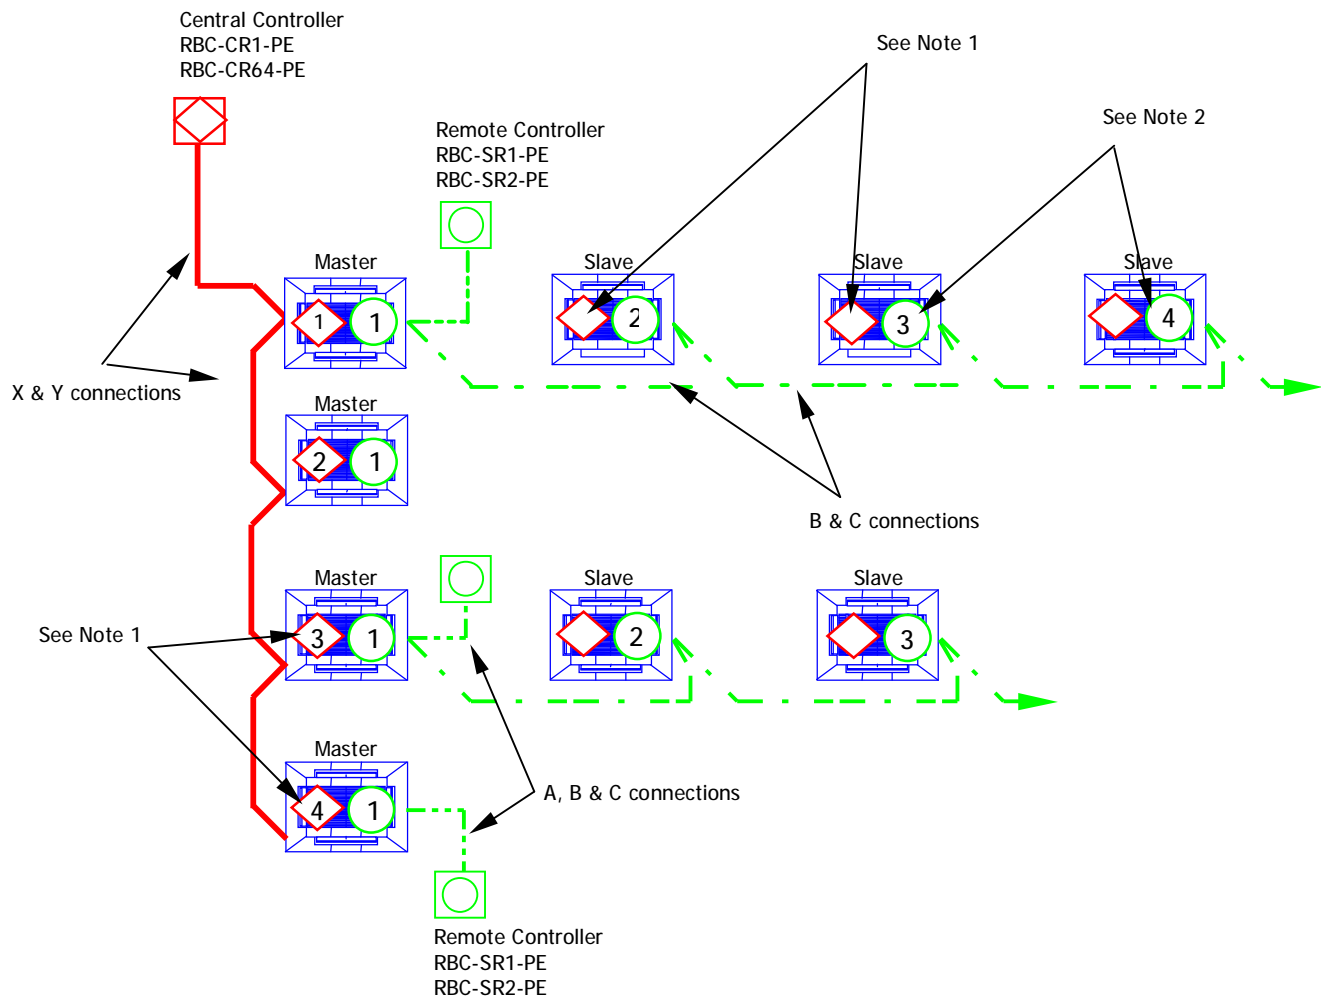 Central Controller
RBC-CR1-PE
RBC-CR64-PE
See Note 1
See Note 2
Remote Controller
RBC-SR1-PE
RBC-SR2-PE
Master
Slave
Slave
Slave
1
1
2
3
4
X & Y connections
Master
2
1
B & C connections
Master
Slave
Slave
See Note 1
3
1
2
3
Master
4
1
A, B & C connections
Remote Controller
RBC-SR1-PE
RBC-SR2-PE